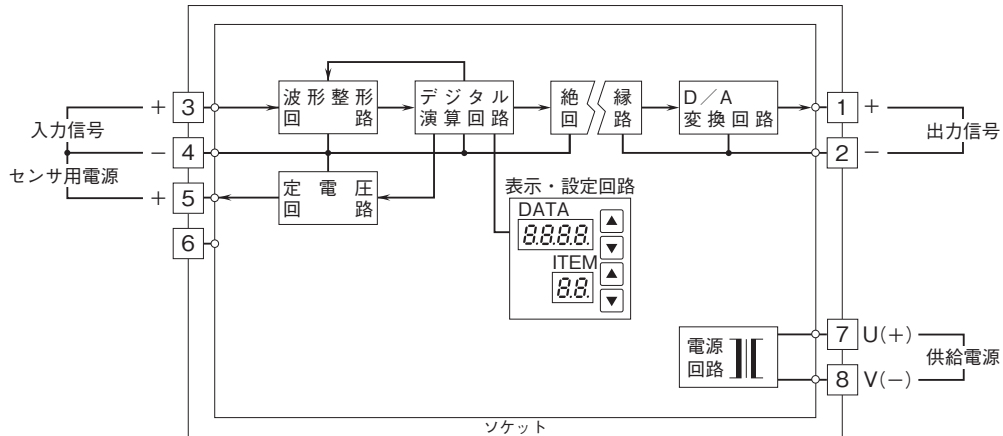 波形整形
回路
デジタル
演算回路
絶縁
回路
D／A
変換回路
+ 3
入力信号
− 4
センサ用電源
+ 5
6
定電圧
回路
表示・設定回路
DATA
8.8.8.8.
▲
▼
ITEM
8.8.
▲
▼
1 +
出力信号
2 −
電源
回路
7 U(+)
供給電源
8 V(−)
ソケット